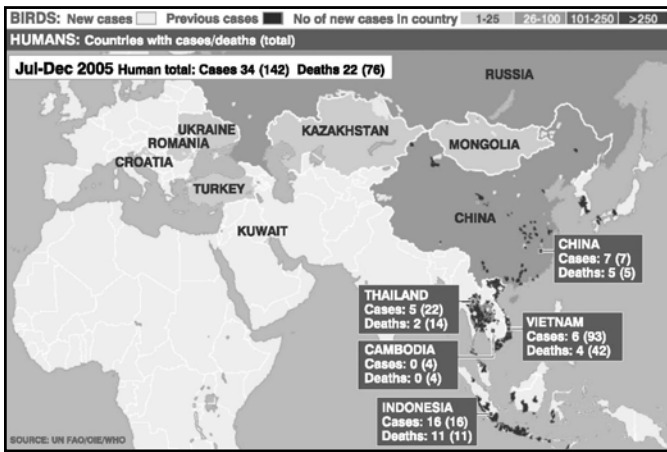 BIRDS: New cases Previous cases No of new cases in country 1-25 26-100 101-250 >250
HUMANS: Countries with cases/deaths (total)
Jul-Dec 2005 Human total: Cases 34 (142) Deaths 22 (76)
RUSSIA
UKRAINE
KAZAKHSTAN
ROMANIA
MONGOLIA
CROATIA
TURKEY
CHINA
KUWAIT
CHINA
Cases: 7 (7)
Deaths: 5 (5)
THAILAND
Cases: 5 (22)
Deaths: 2 (14)
VIETNAM
Cases: 6 (93)
Deaths: 4 (42)
CAMBODIA
Cases: 0 (4)
Deaths: 0 (4)
INDONESIA
Cases: 16 (16)
Deaths: 11 (11)
SOURCE: UN FAO/OIE/WHO